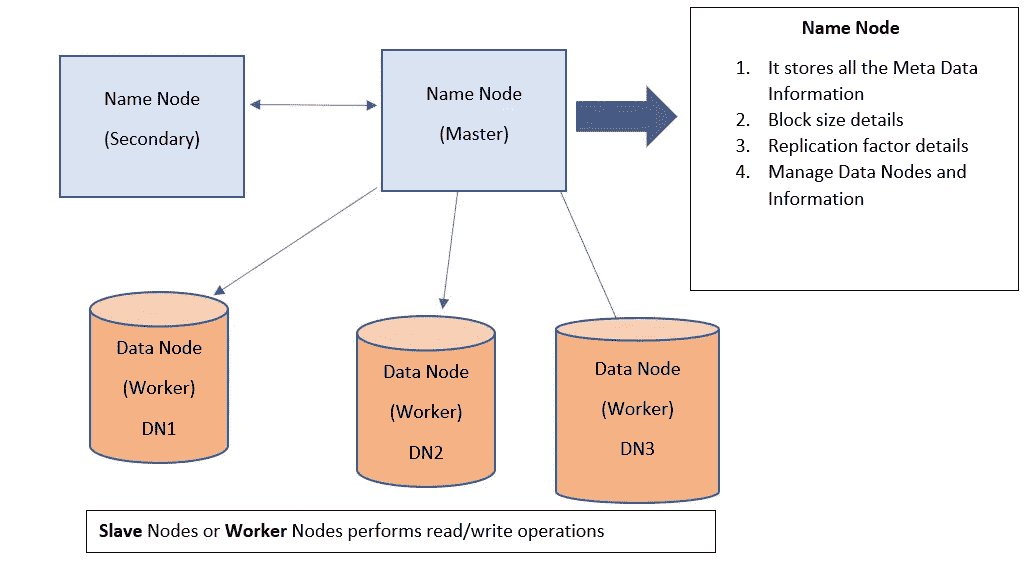 Name Node
(Secondary)
Name Node
(Master)
Name Node
1. It stores all the Meta Data
Information
2. Block size details
3. Replication factor details
4. Manage Data Nodes and
Information
Data Node
(Worker)
DN1
Data Node
(Worker)
DN2
Data Node
(Worker)
DN3
Slave Nodes or Worker Nodes performs read/write operations